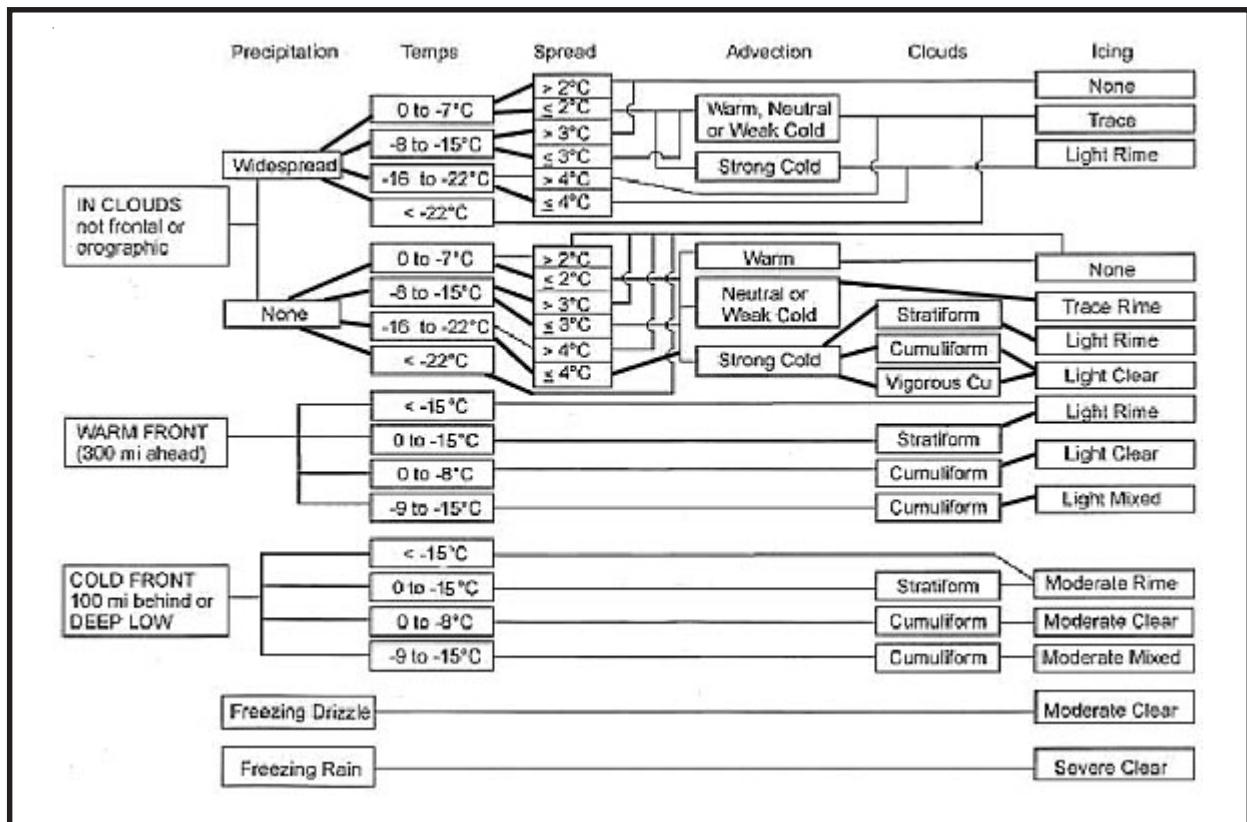 Precipitation Temps Spread Advection Clouds Icing
IN CLOUDS
not frontal or
orographic
Widespread
0 to -7°C
-8 to -15°C
-16 to -22°C
< -22°C
> 2°C
≤ 2°C
> 3°C
≤ 3°C
> 4°C
≤ 4°C
Warm, Neutral
or Weak Cold
Strong Cold
None
Trace
Light Rime
None
0 to -7°C
-8 to -15°C
-16 to -22°C
< -22°C
> 2°C
≤ 2°C
> 3°C
≤ 3°C
> 4°C
≤ 4°C
Warm
Neutral or
Weak Cold
Strong Cold
Stratiform
Cumuliform
Vigorous Cu
None
Trace Rime
Light Rime
Light Clear
WARM FRONT
(300 mi ahead)
< -15°C
0 to -15°C
0 to -8°C
-9 to -15°C
Stratiform
Cumuliform
Cumuliform
Light Rime
Light Clear
Light Mixed
COLD FRONT
100 mi behind or
DEEP LOW
< -15°C
0 to -15°C
0 to -8°C
-9 to -15°C
Stratiform
Cumuliform
Cumuliform
Moderate Rime
Moderate Clear
Moderate Mixed
Freezing Drizzle
Moderate Clear
Freezing Rain
Severe Clear